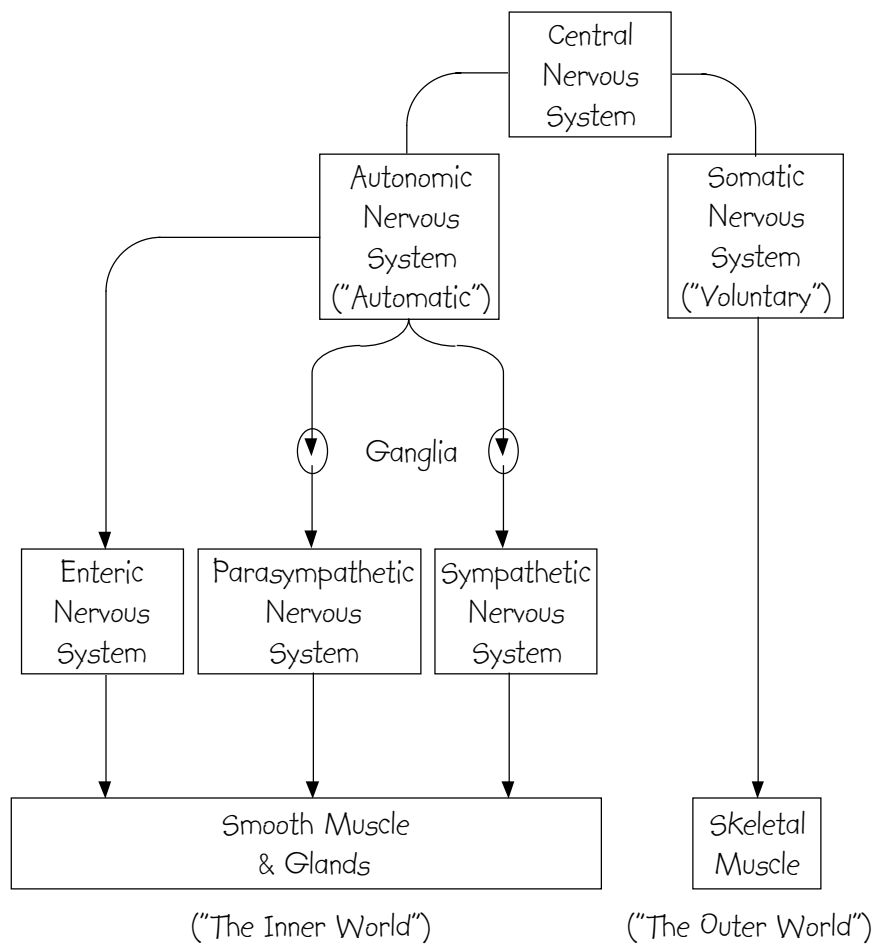 Central
Nervous
System
Autonomic
Nervous
System
("Automatic")
Somatic
Nervous
System
("Voluntary")
Ganglia
Enteric
Nervous
System
Parasympathetic
Nervous
System
Sympathetic
Nervous
System
Smooth Muscle
& Glands
Skeletal
Muscle
("The Inner World")
("The Outer World")